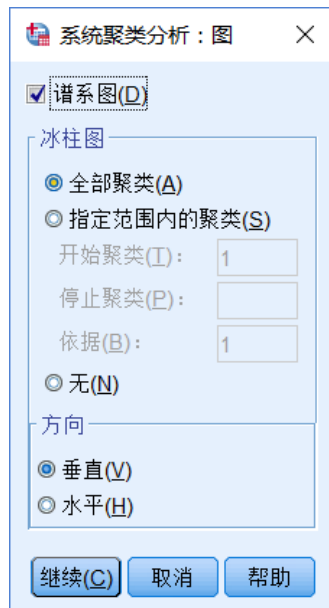 系统聚类分析：图
谱系图(D)
冰柱图
全部聚类(A)
指定范围内的聚类(S)
开始聚类(T)： 1
停止聚类(P)：
依据(B)： 1
无(N)
方向
垂直(V)
水平(H)
继续(C) 取消 帮助